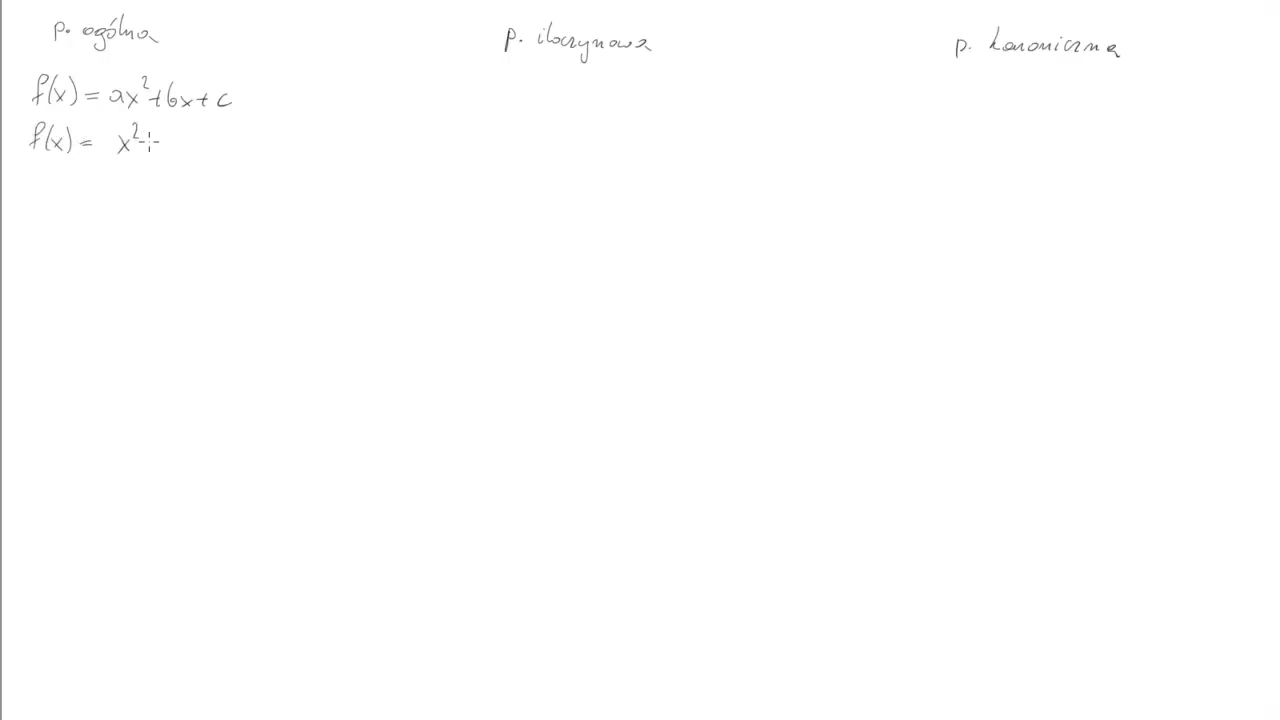 p. ogólna
p. iloczynowa
p. kanoniczna
f(x) = ax²+bx+c
f(x) = x²+